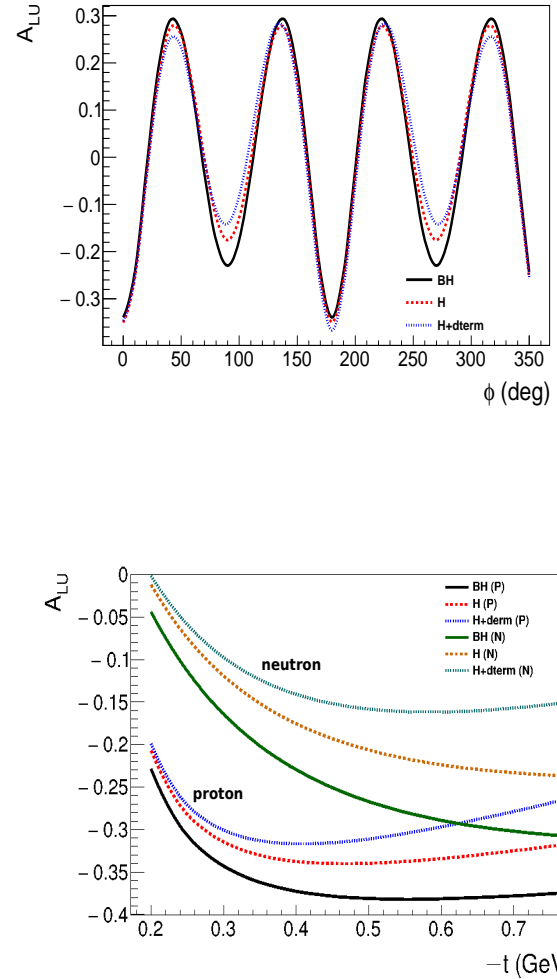 A_LU
0.3
0.2
0.1
0
− 0.1
− 0.2
− 0.3
BH
H
H+dterm
0 50 100 150 200 250 300 350
ϕ (deg)
A_LU
0
− 0.05
− 0.1
− 0.15
− 0.2
− 0.25
− 0.3
− 0.35
− 0.4
BH (P)
H (P)
H+derm (P)
BH (N)
H (N)
H+dterm (N)
neutron
proton
0.2 0.3 0.4 0.5 0.6 0.7
−t (GeV